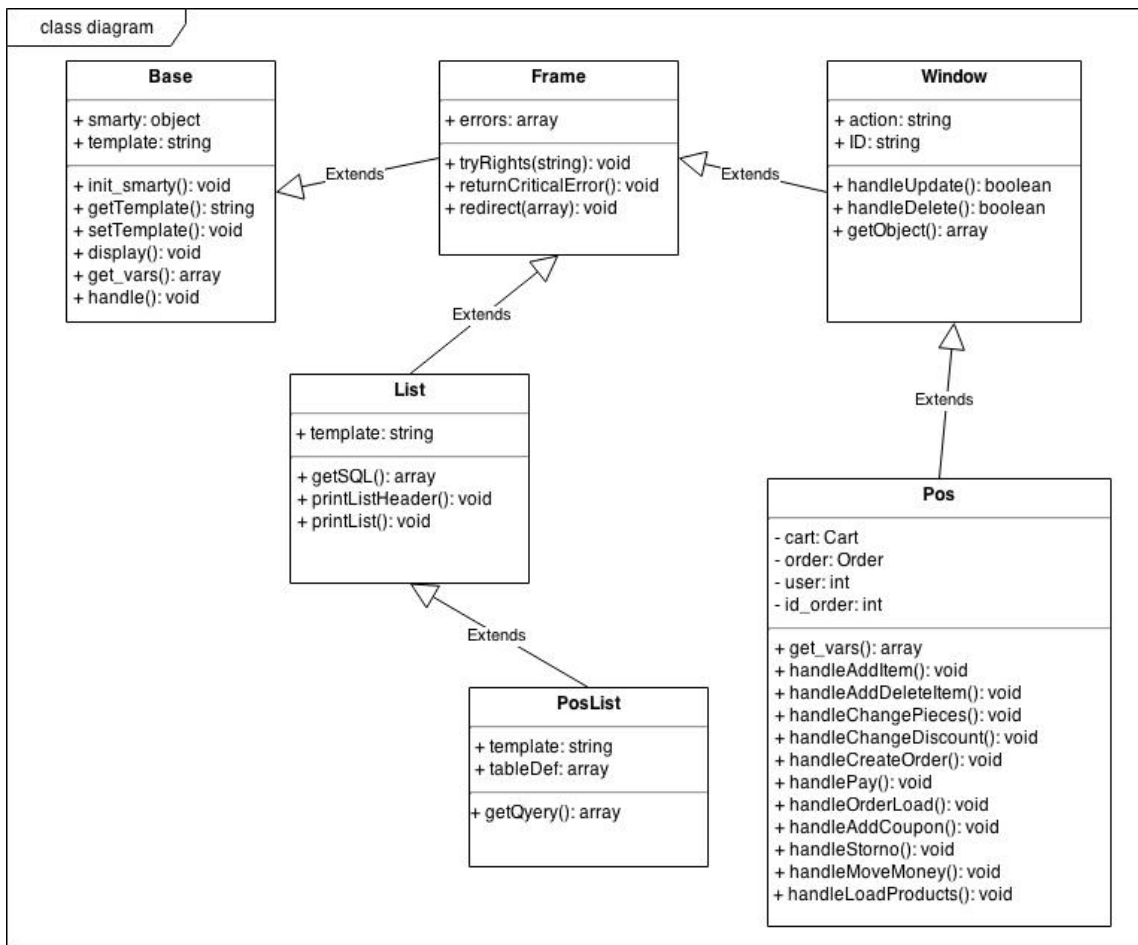 class diagram
Base
+ smarty: object
+ template: string
+ init_smarty(): void
+ getTemplate(): string
+ setTemplate(): void
+ display(): void
+ get_vars(): array
+ handle(): void
Extends
Frame
+ errors: array
+ tryRights(string): void
+ returnCriticalError(): void
+ redirect(array): void
Extends
Window
+ action: string
+ ID: string
+ handleUpdate(): boolean
+ handleDelete(): boolean
+ getObject(): array
Extends
List
+ template: string
+ getSQL(): array
+ printListHeader(): void
+ printList(): void
Extends
PosList
+ template: string
+ tableDef: array
+ getQyery(): array
Extends
Pos
- cart: Cart
- order: Order
- user: int
- id_order: int
+ get_vars(): array
+ handleAddItem(): void
+ handleAddDeleteItem(): void
+ handleChangePieces(): void
+ handleChangeDiscount(): void
+ handleCreateOrder(): void
+ handlePay(): void
+ handleOrderLoad(): void
+ handleAddCoupon(): void
+ handleStorno(): void
+ handleMoveMoney(): void
+ handleLoadProducts(): void